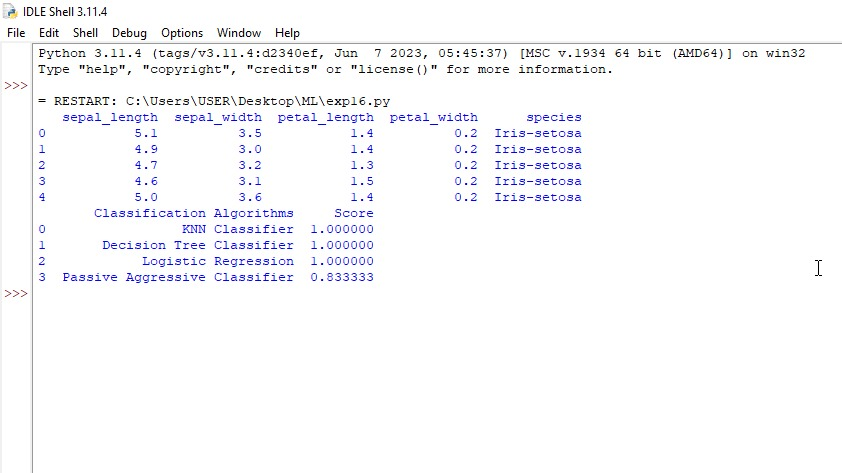 IDLE Shell 3.11.4
File Edit Shell Debug Options Window Help
Python 3.11.4 (tags/v3.11.4:d2340ef, Jun  7 2023, 05:45:37) [MSC v.1934 64 bit (AMD64)] on win32
Type "help", "copyright", "credits" or "license()" for more information.
>>>
= RESTART: C:\Users\USER\Desktop\ML\exp16.py
   sepal_length  sepal_width  petal_length  petal_width      species
0           5.1          3.5           1.4          0.2  Iris-setosa
1           4.9          3.0           1.4          0.2  Iris-setosa
2           4.7          3.2           1.3          0.2  Iris-setosa
3           4.6          3.1           1.5          0.2  Iris-setosa
4           5.0          3.6           1.4          0.2  Iris-setosa
       Classification Algorithms     Score
0                 KNN Classifier  1.000000
1       Decision Tree Classifier  1.000000
2            Logistic Regression  1.000000
3  Passive Aggressive Classifier  0.833333
>>>